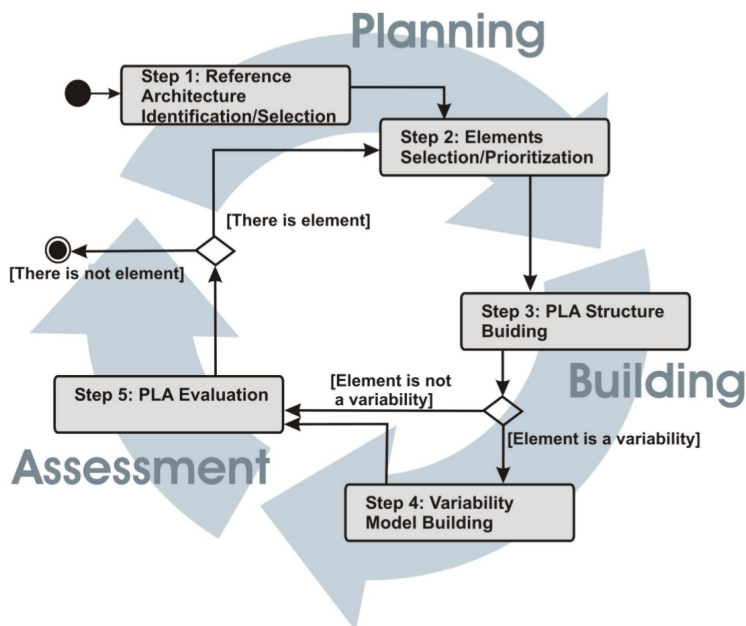 Planning
Step 1: Reference
Architecture
Identification/Selection
Step 2: Elements
Selection/Prioritization
[There is element]
[There is not element]
Step 3: PLA Structure
Buiding
Building
[Element is not
a variability]
Step 5: PLA Evaluation
[Element is a variability]
Assessment
Step 4: Variability
Model Building